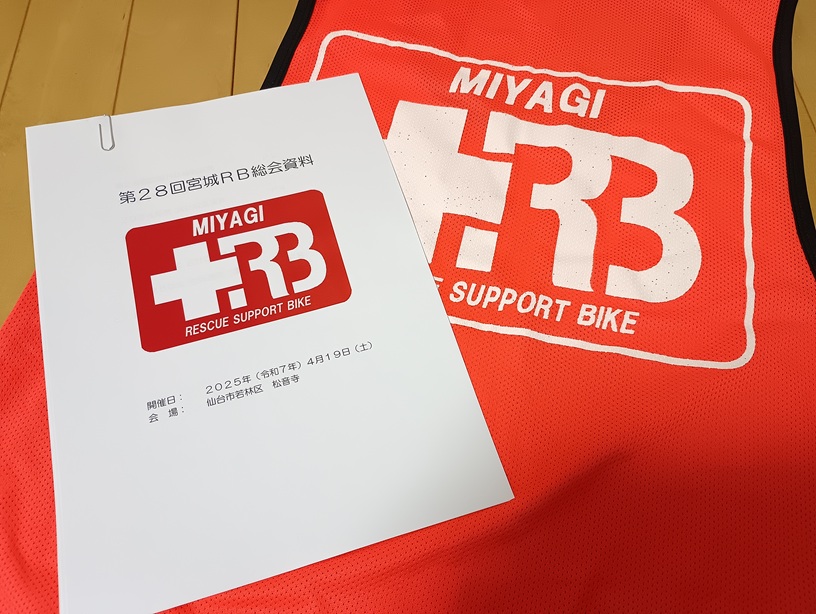 第２８回宮城ＲＢ総会資料
MIYAGI
RB
RESCUE SUPPORT BIKE
開催日： ２０２５年（令和７年）４月１９日（土）
会　場： 仙台市若林区　松音寺
MIYAGI
RB
SUPPORT BIKE